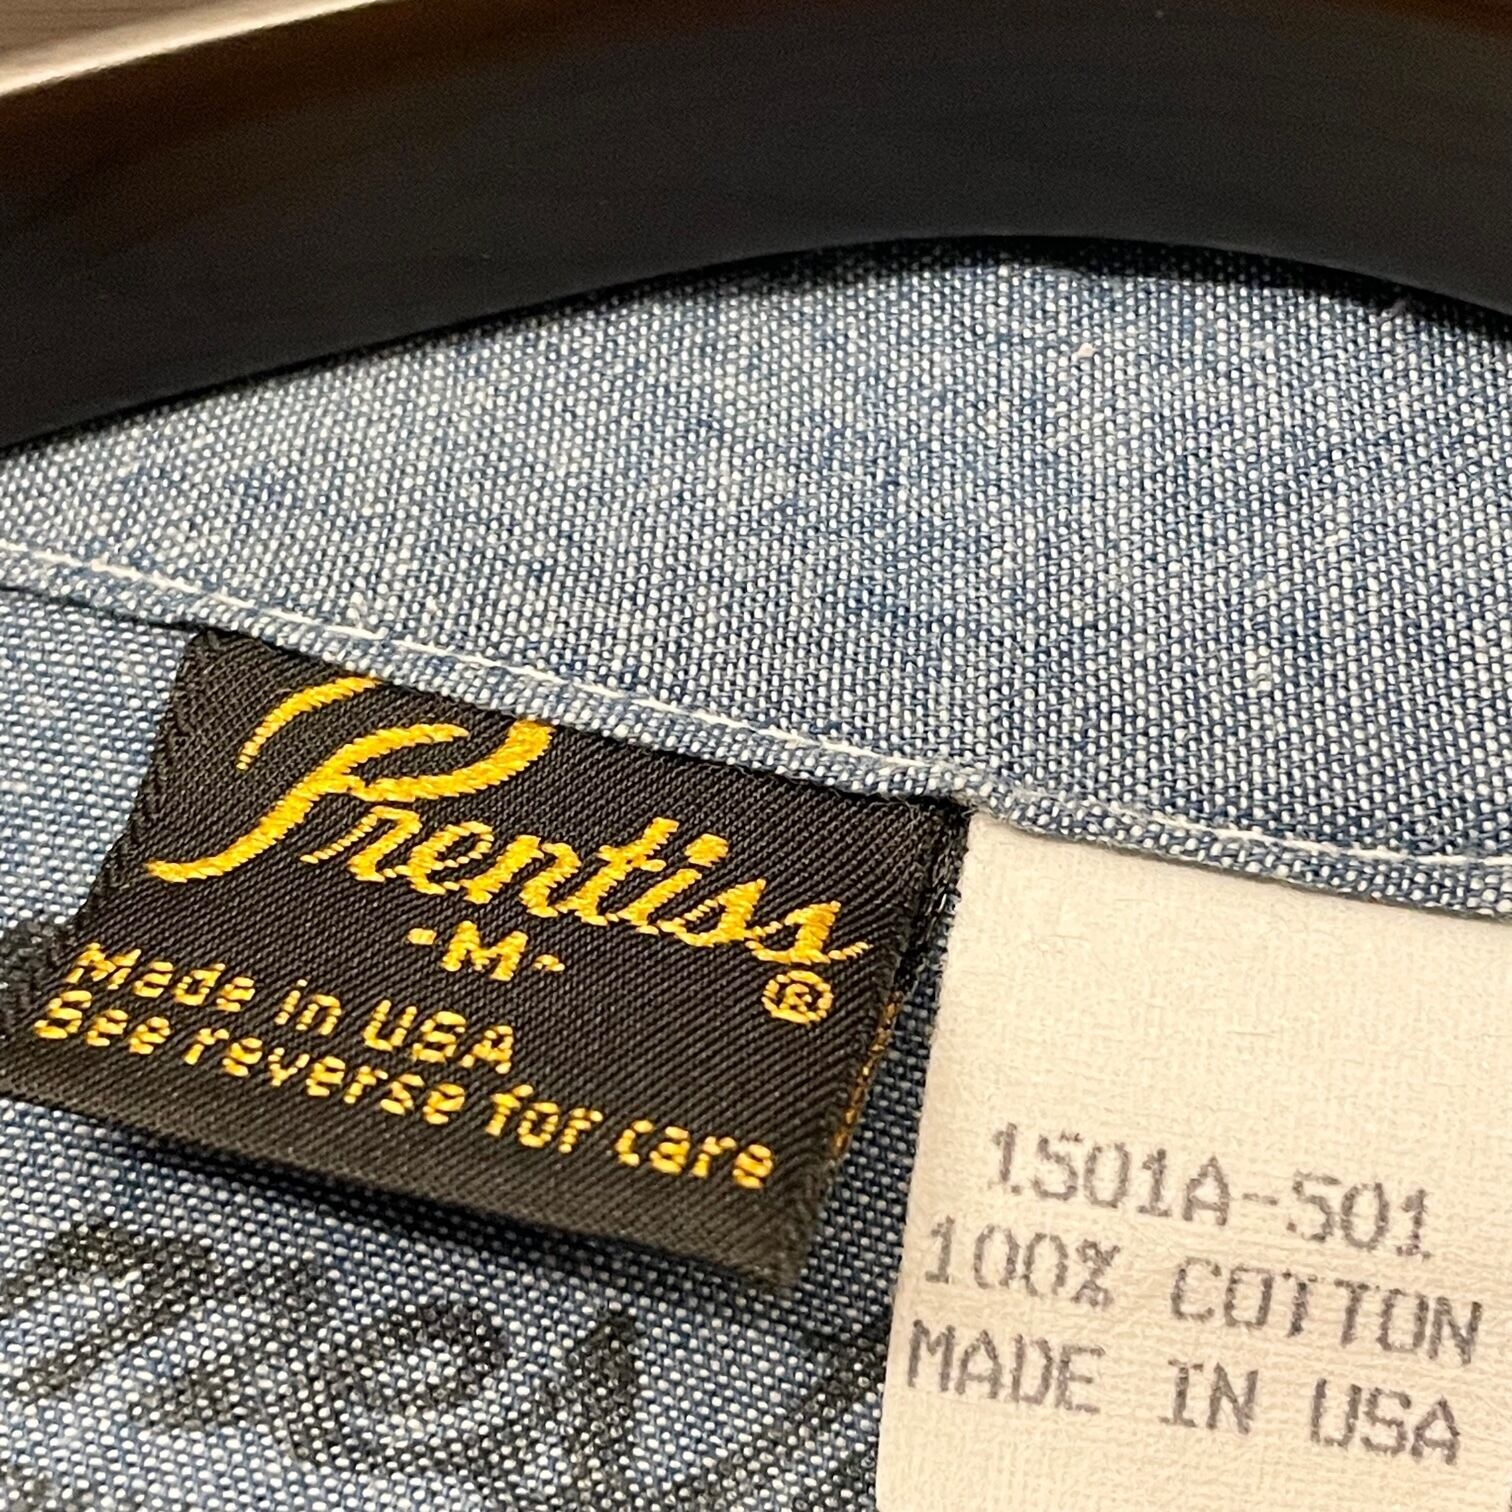 Prentiss®
-M-
Made in USA
See reverse for care
1501A-501
100% COTTON
MADE IN USA